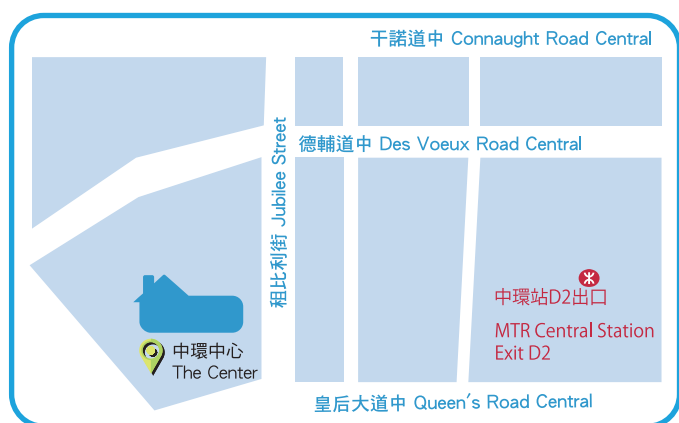 干諾道中 Connaught Road Central
德輔道中 Des Voeux Road Central
租比利街 Jubilee Street
中環站D2出口
MTR Central Station
Exit D2
中環中心
The Center
皇后大道中 Queen's Road Central